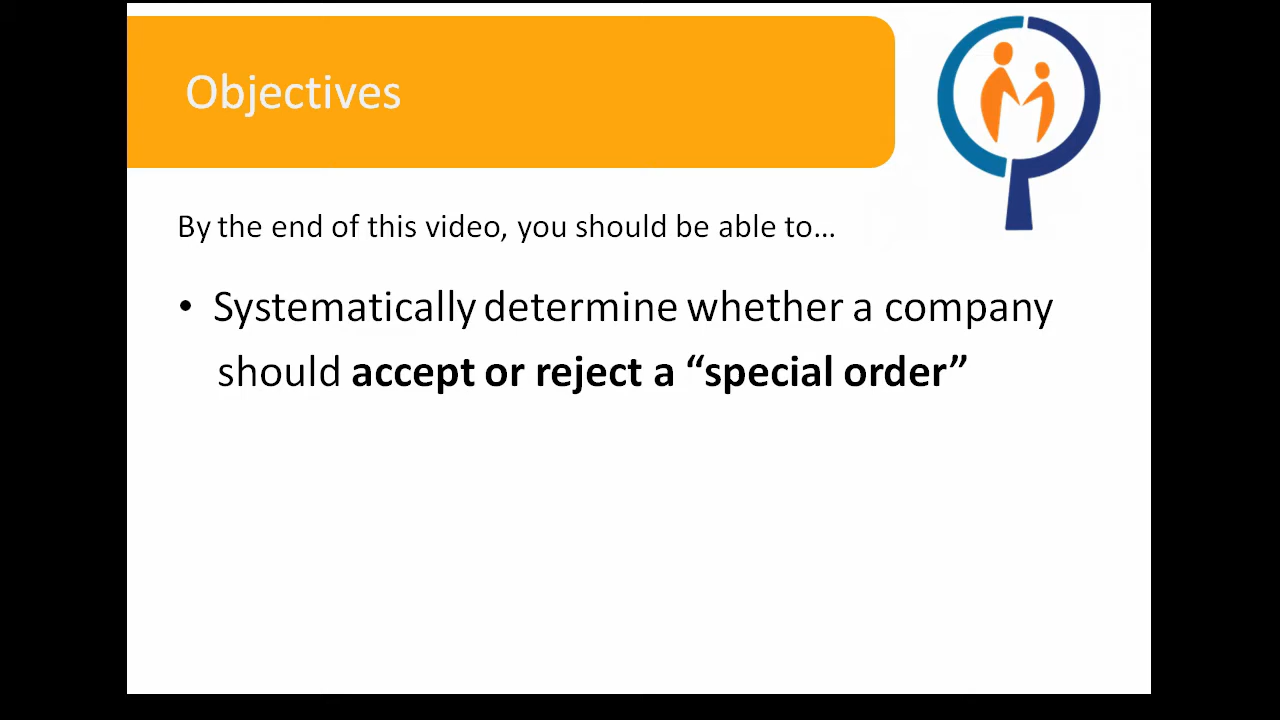 Objectives
By the end of this video, you should be able to…
• Systematically determine whether a company
should accept or reject a “special order”